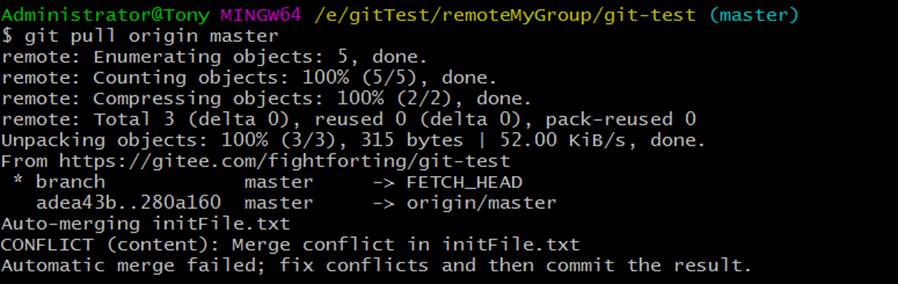 Administrator@Tony MINGW64 /e/gitTest/remoteMyGroup/git-test (master)
$ git pull origin master
remote: Enumerating objects: 5, done.
remote: Counting objects: 100% (5/5), done.
remote: Compressing objects: 100% (2/2), done.
remote: Total 3 (delta 0), reused 0 (delta 0), pack-reused 0
Unpacking objects: 100% (3/3), 315 bytes | 52.00 KiB/s, done.
From https://gitee.com/fightforting/git-test
 * branch            master     -> FETCH_HEAD
   adea43b..280a160  master     -> origin/master
Auto-merging initFile.txt
CONFLICT (content): Merge conflict in initFile.txt
Automatic merge failed; fix conflicts and then commit the result.